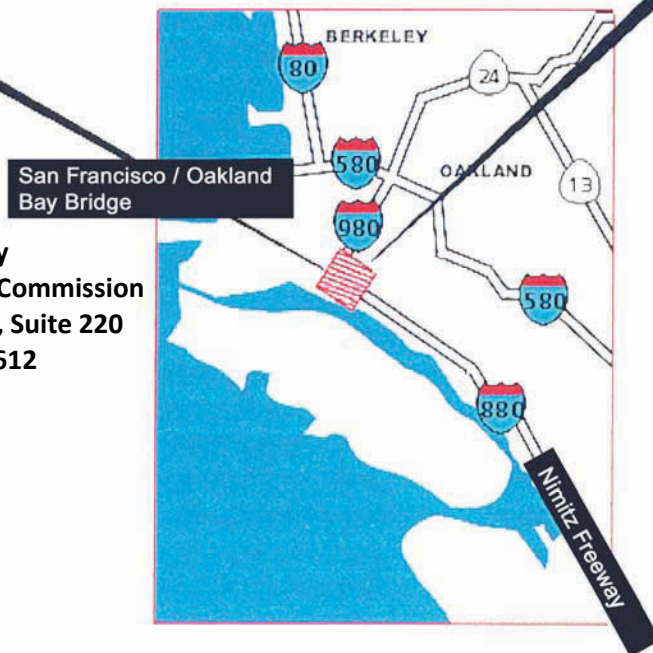 BERKELEY
80
24
580
OAKLAND
13
San Francisco / Oakland
Bay Bridge
980
Commission
, Suite 220
612
580
880
Nimitz Freeway